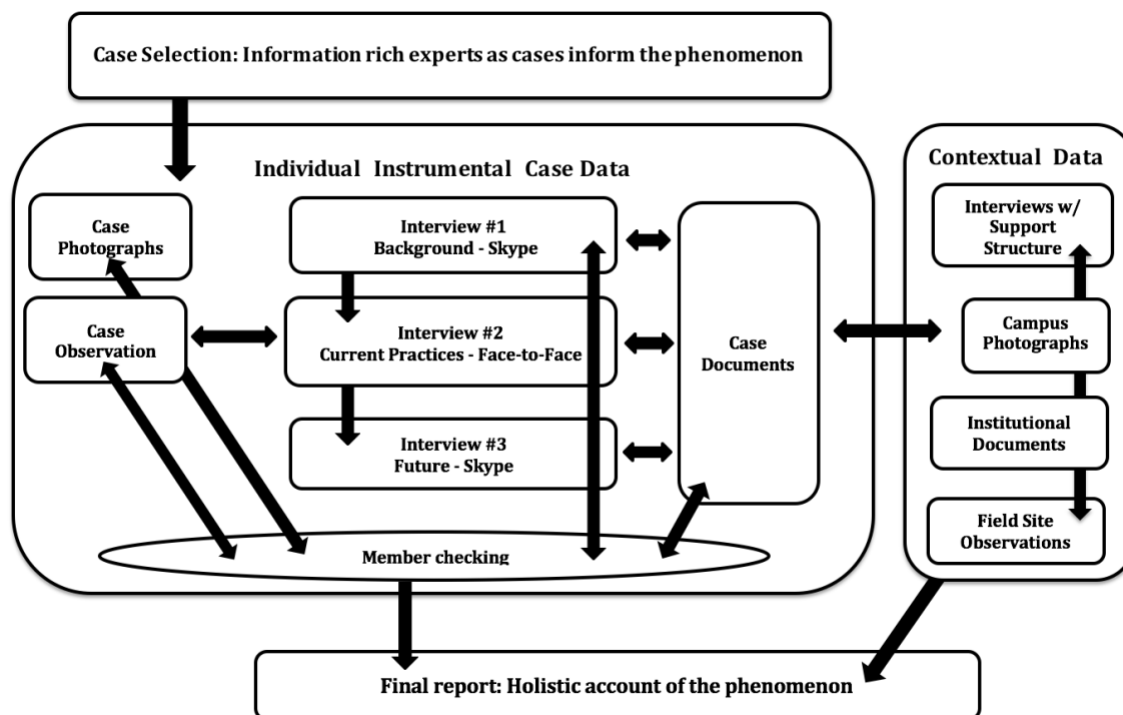 Case Selection: Information rich experts as cases inform the phenomenon
Individual Instrumental Case Data
Case
Photographs
Case
Observation
Interview #1
Background - Skype
Interview #2
Current Practices - Face-to-Face
Interview #3
Future - Skype
Case
Documents
Member checking
Contextual Data
Interviews w/
Support
Structure
Campus
Photographs
Institutional
Documents
Field Site
Observations
Final report: Holistic account of the phenomenon